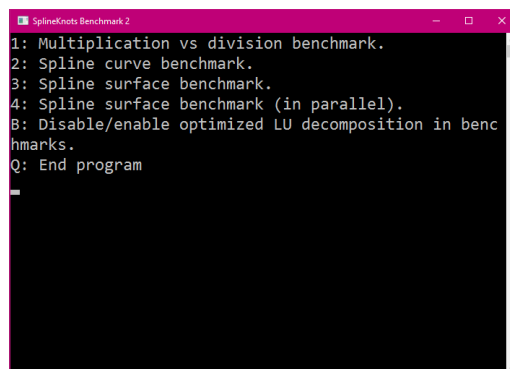 SplineKnots Benchmark 2
1: Multiplication vs division benchmark.
2: Spline curve benchmark.
3: Spline surface benchmark.
4: Spline surface benchmark (in parallel).
B: Disable/enable optimized LU decomposition in benc
hmarks.
Q: End program